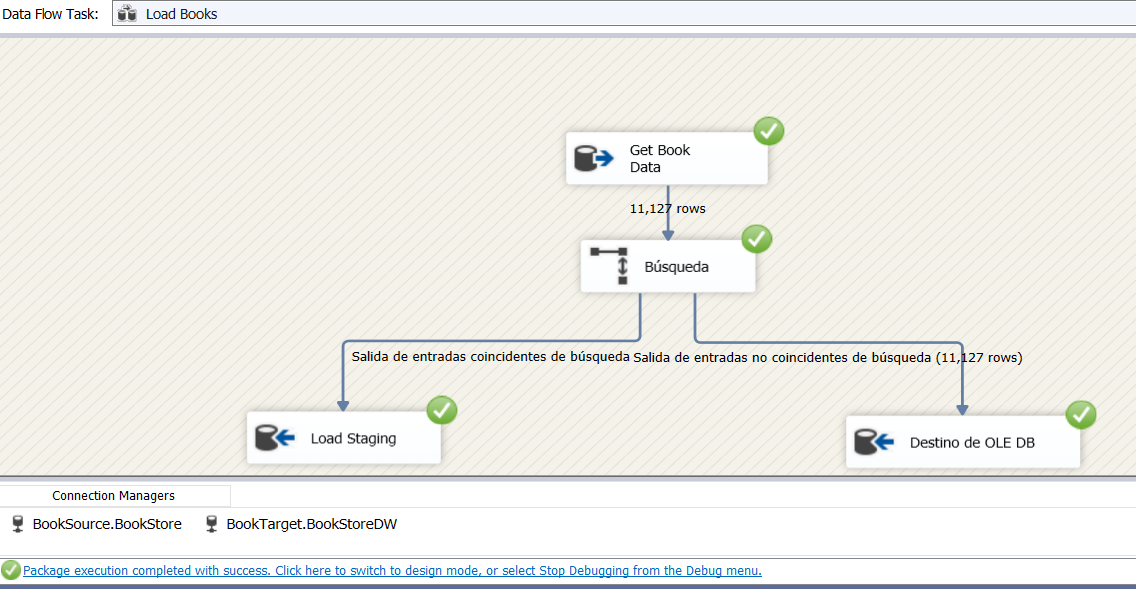 Data Flow Task: Load Books
Get Book
Data
11,127 rows
Búsqueda
Salida de entradas coincidentes de búsqueda
Salida de entradas no coincidentes de búsqueda (11,127 rows)
Load Staging
Destino de OLE DB
Connection Managers
BookSource.BookStore
BookTarget.BookStoreDW
Package execution completed with success. Click here to switch to design mode, or select Stop Debugging from the Debug menu.